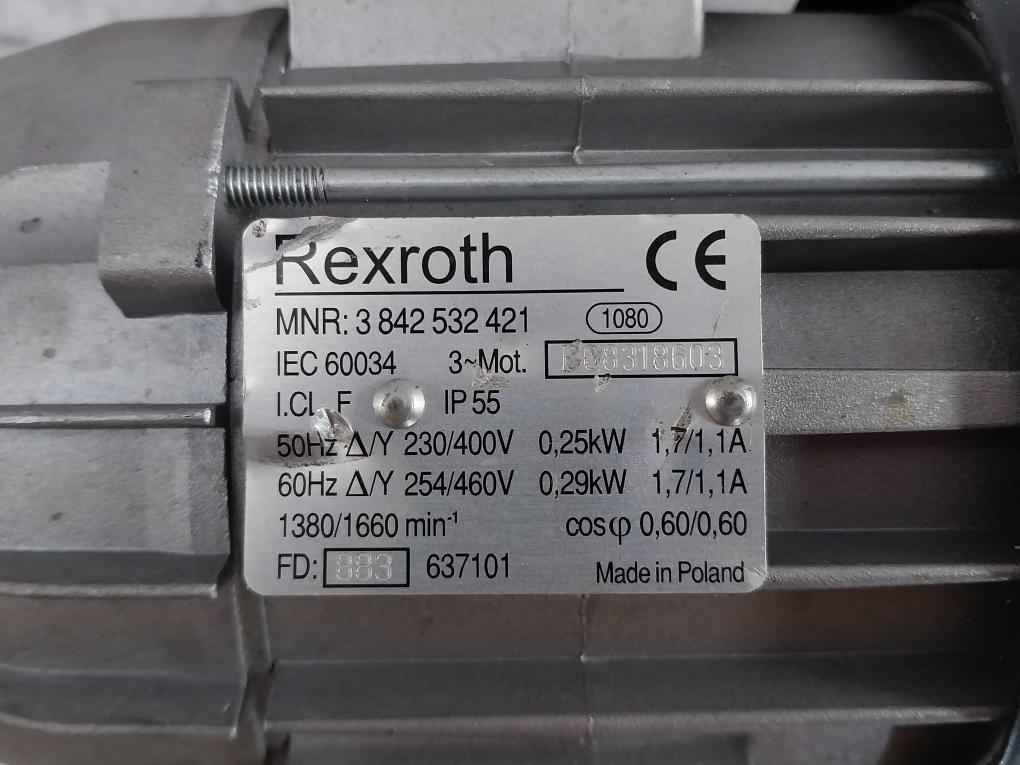 Rexroth CE
MNR: 3 842 532 421 1080
IEC 60034 3~Mot.
I.CL. F IP 55
50Hz Δ/Y 230/400V 0,25kW 1,7/1,1A
60Hz Δ/Y 254/460V 0,29kW 1,7/1,1A
1380/1660 min⁻¹ cos φ 0,60/0,60
FD: 883 637101 Made in Poland